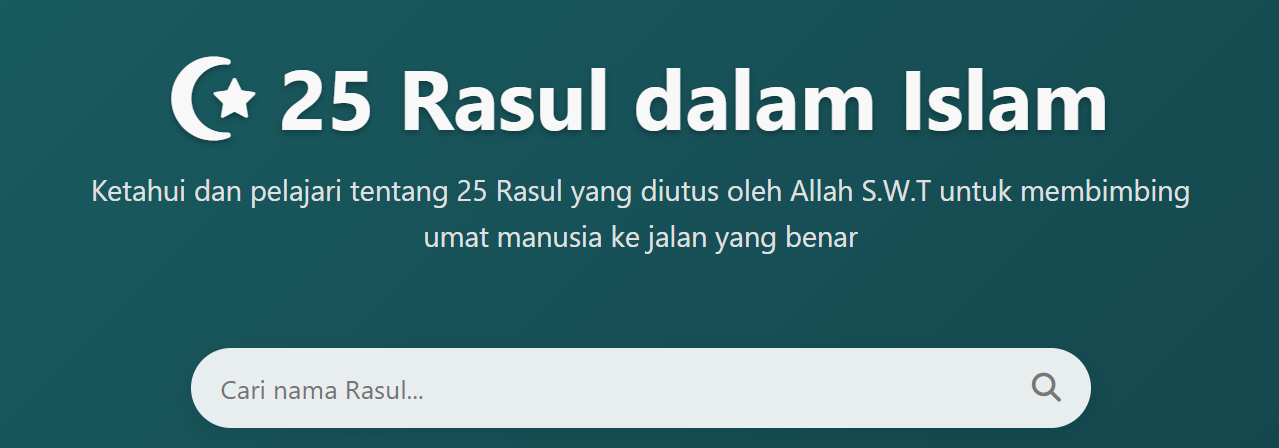 25 Rasul dalam Islam
Ketahui dan pelajari tentang 25 Rasul yang diutus oleh Allah S.W.T untuk membimbing
umat manusia ke jalan yang benar
Cari nama Rasul...